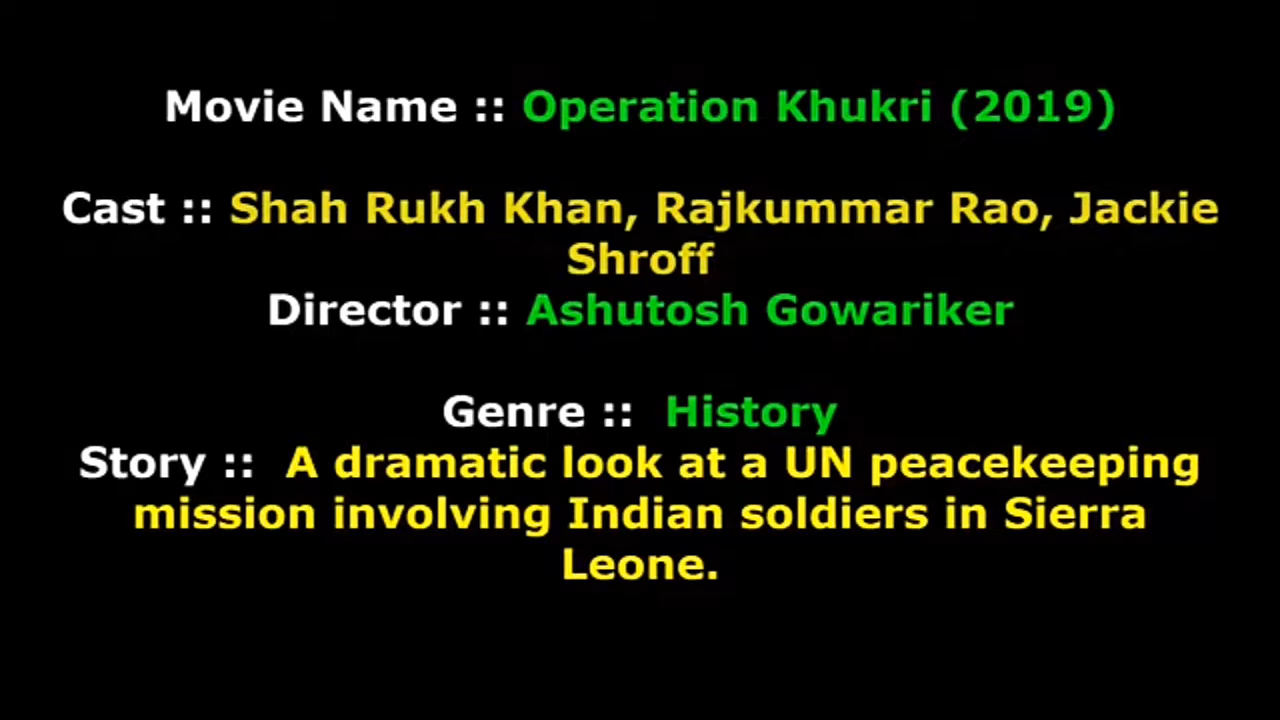 Movie Name :: Operation Khukri (2019)
Cast :: Shah Rukh Khan, Rajkummar Rao, Jackie
Shroff
Director :: Ashutosh Gowariker
Genre :: History
Story :: A dramatic look at a UN peacekeeping
mission involving Indian soldiers in Sierra
Leone.